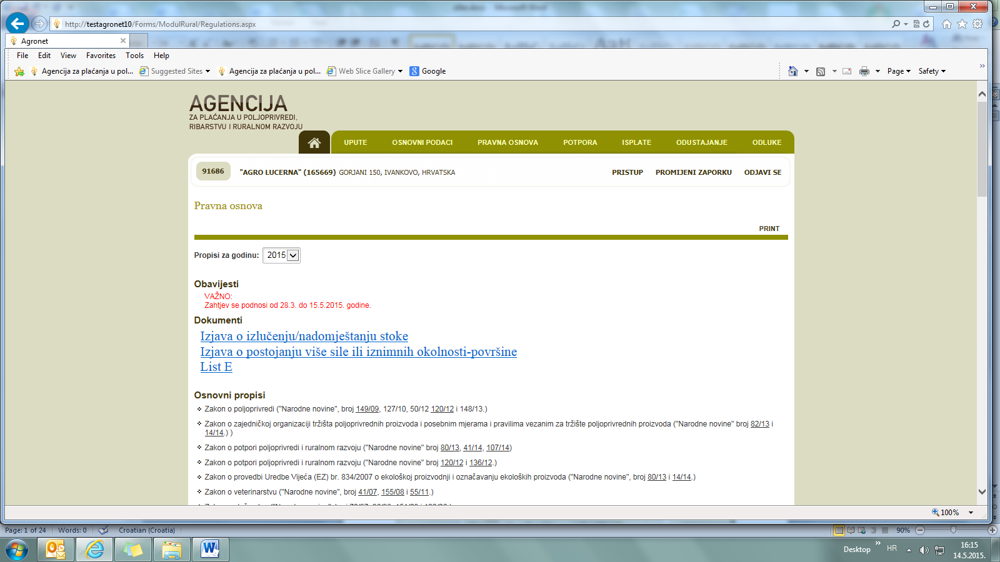 http://testagronet10/Forms/ModulRural/Regulations.aspx
Agronet
File Edit View Favorites Tools Help
Agencija za plaćanja u pol... Suggested Sites Agencija za plaćanja u pol... Web Slice Gallery Google Page Safety
AGENCIJA
ZA PLAĆANJA U POLJOPRIVREDI,
RIBARSTVU I RURALNOM RAZVOJU
UPUTE OSNOVNI PODACI PRAVNA OSNOVA POTPORA ISPLATE ODUSTAJANJE ODLUKE
91686 "AGRO LUCERNA" (165669) GORJANI 150, IVANKOVO, HRVATSKA PRISTUP PROMIJENI ZAPORKU ODJAVI SE
Pravna osnova
PRINT
Propisi za godinu: 2015
Obavijesti
VAŽNO:
Zahtjev se podnosi od 28.3. do 15.5.2015. godine.
Dokumenti
Izjava o izlučenju/nadomještanju stoke
Izjava o postojanju više sile ili iznimnih okolnosti-površine
List E
Osnovni propisi
Zakon o poljoprivredi ("Narodne novine", broj 149/09, 127/10, 50/12 120/12 i 148/13.)
Zakon o zajedničkoj organizaciji tržišta poljoprivrednih proizvoda i posebnim mjerama i pravilima vezanim za tržište poljoprivrednih proizvoda ("Narodne novine" broj 82/13 i
14/14.) )
Zakon o potpori poljoprivredi i ruralnom razvoju ("Narodne novine" broj 80/13, 41/14, 107/14)
Zakon o potpori poljoprivredi i ruralnom razvoju ("Narodne novine" broj 120/12 i 136/12.)
Zakon o provedbi Uredbe Vijeća (EZ) br. 834/2007 o ekološkoj proizvodnji i označavanju ekoloških proizvoda ("Narodne novine", broj 80/13 i 14/14.)
Zakon o veterinarstvu ("Narodne novine", broj 41/07, 155/08 i 55/11.)
100%
Page: 1 of 24 Words: 0 Croatian (Croatia) 90%
Desktop HR 16:15
14.5.2015.